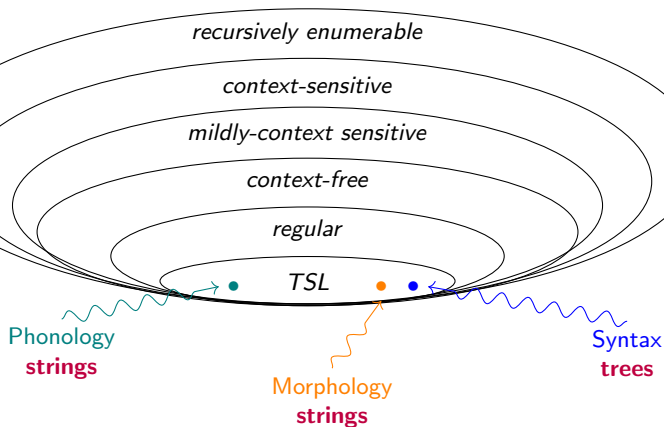 recursively enumerable
context-sensitive
mildly-context sensitive
context-free
regular
TSL
Phonology
strings
Morphology
strings
Syntax
trees